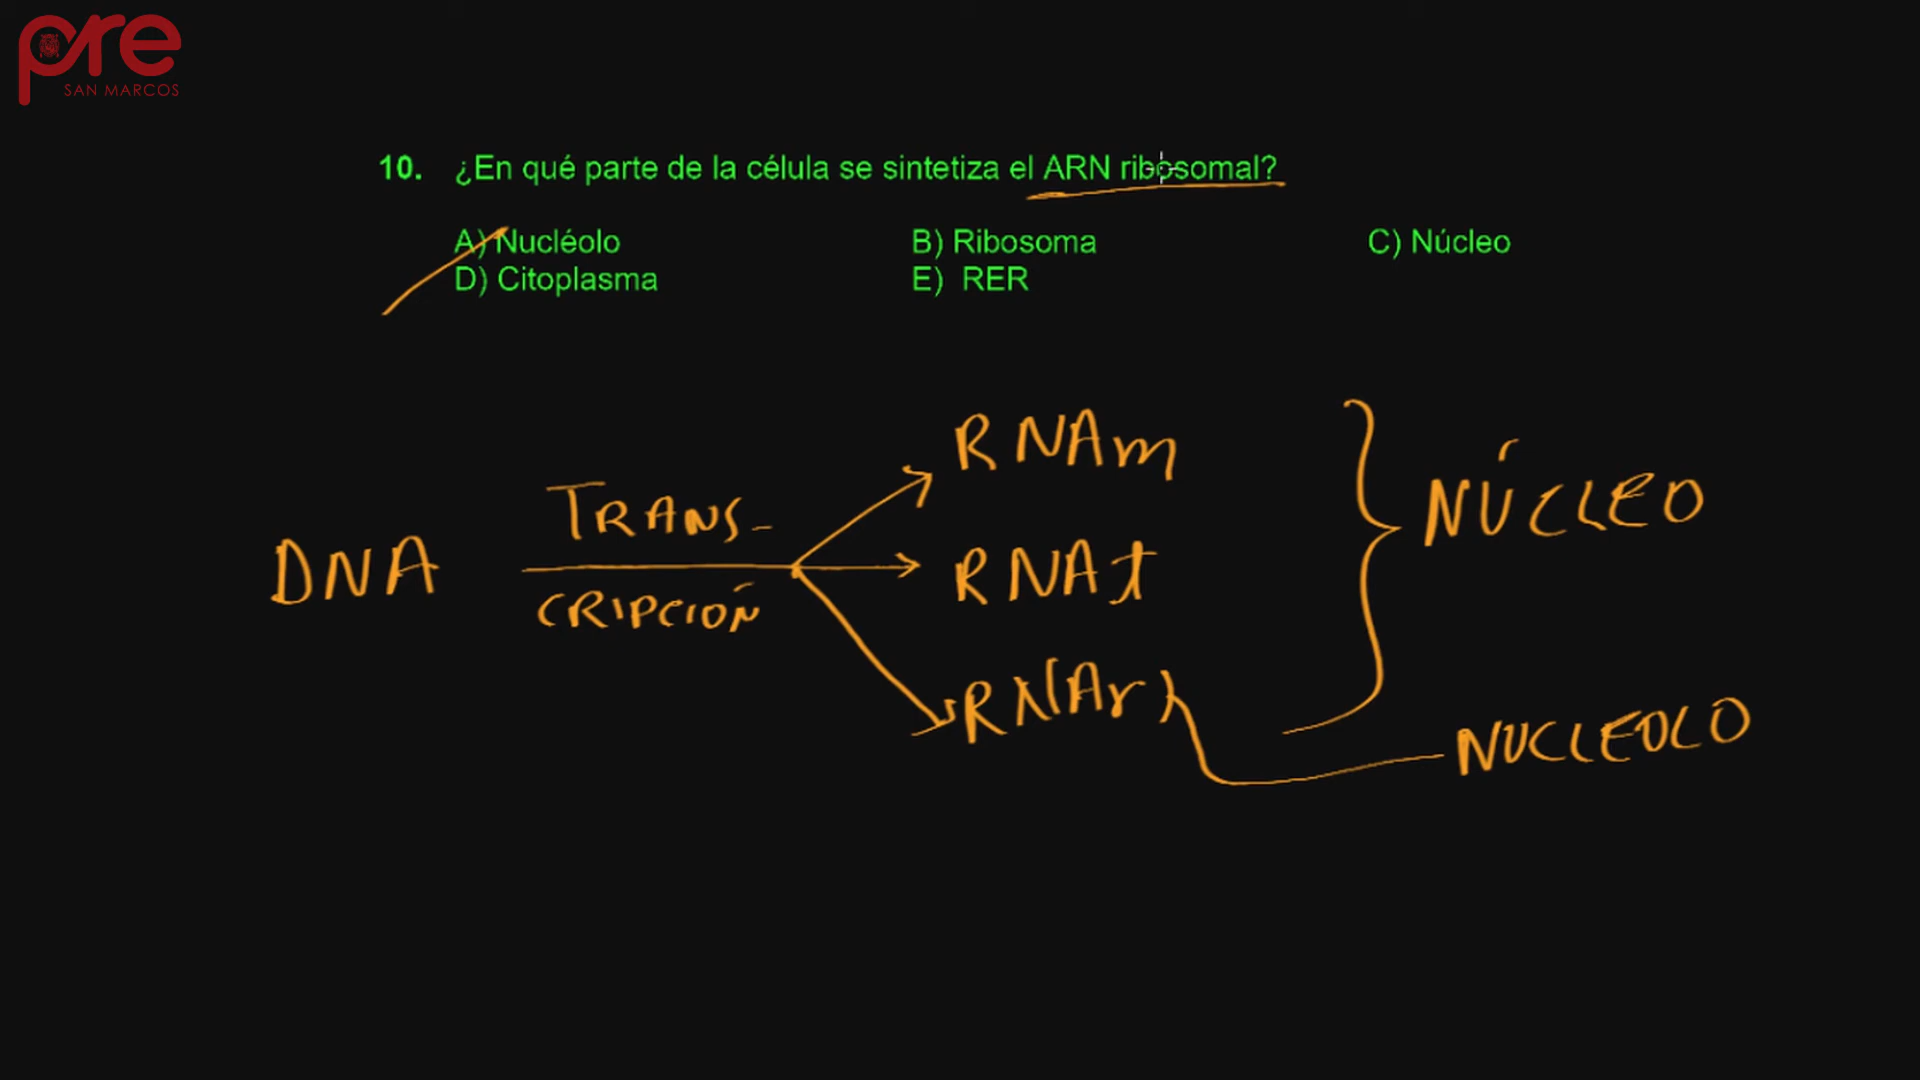 pre
SAN MARCOS
10. ¿En qué parte de la célula se sintetiza el ARN ribosomal?
A) Nucléolo B) Ribosoma C) Núcleo
D) Citoplasma E) RER
DNA
TRANS-
CRIPCIÓN
RNAm
RNAt
RNAr
NÚCLEO
NUCLEOLO